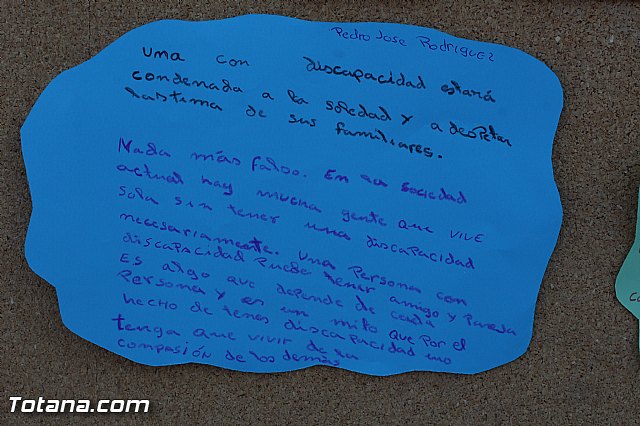 Pedro Jose Rodriguez
uma con discapacidad estará
condenada a la soledad y a despertar
lastima de sus familiares.
Nada más falso. En la sociedad
actual hay mucha gente que vive
sola sin tener una discapacidad
necesariamente. Una Persona con
discapacidad Puede tener amigo y Pareja
Es algo que depende de cada
Persona y es un mito que Por el
hecho de tener discapacidad uno
tenga que vivir de la
compasión de los demás
Totana.com